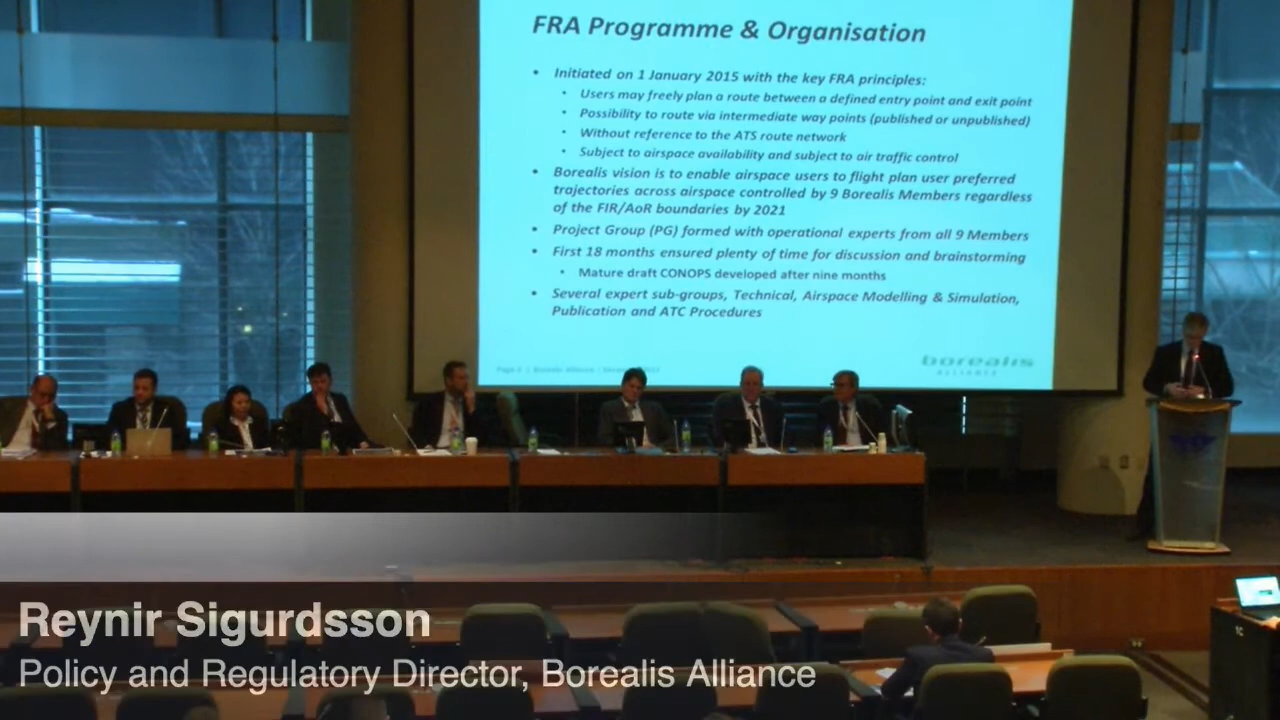 FRA Programme & Organisation
• Initiated on 1 January 2015 with the key FRA principles:
• Users may freely plan a route between a defined entry point and exit point
• Possibility to route via intermediate way points (published or unpublished)
• Without reference to the ATS route network
• Subject to airspace availability and subject to air traffic control
• Borealis vision is to enable airspace users to flight plan user preferred
trajectories across airspace controlled by 9 Borealis Members regardless
of the FIR/AoR boundaries by 2021
• Project Group (PG) formed with operational experts from all 9 Members
• First 18 months ensured plenty of time for discussion and brainstorming
• Mature draft CONOPS developed after nine months
• Several expert sub-groups, Technical, Airspace Modelling & Simulation,
Publication and ATC Procedures
borealis
ALLIANCE
Reynir Sigurdsson
Policy and Regulatory Director, Borealis Alliance